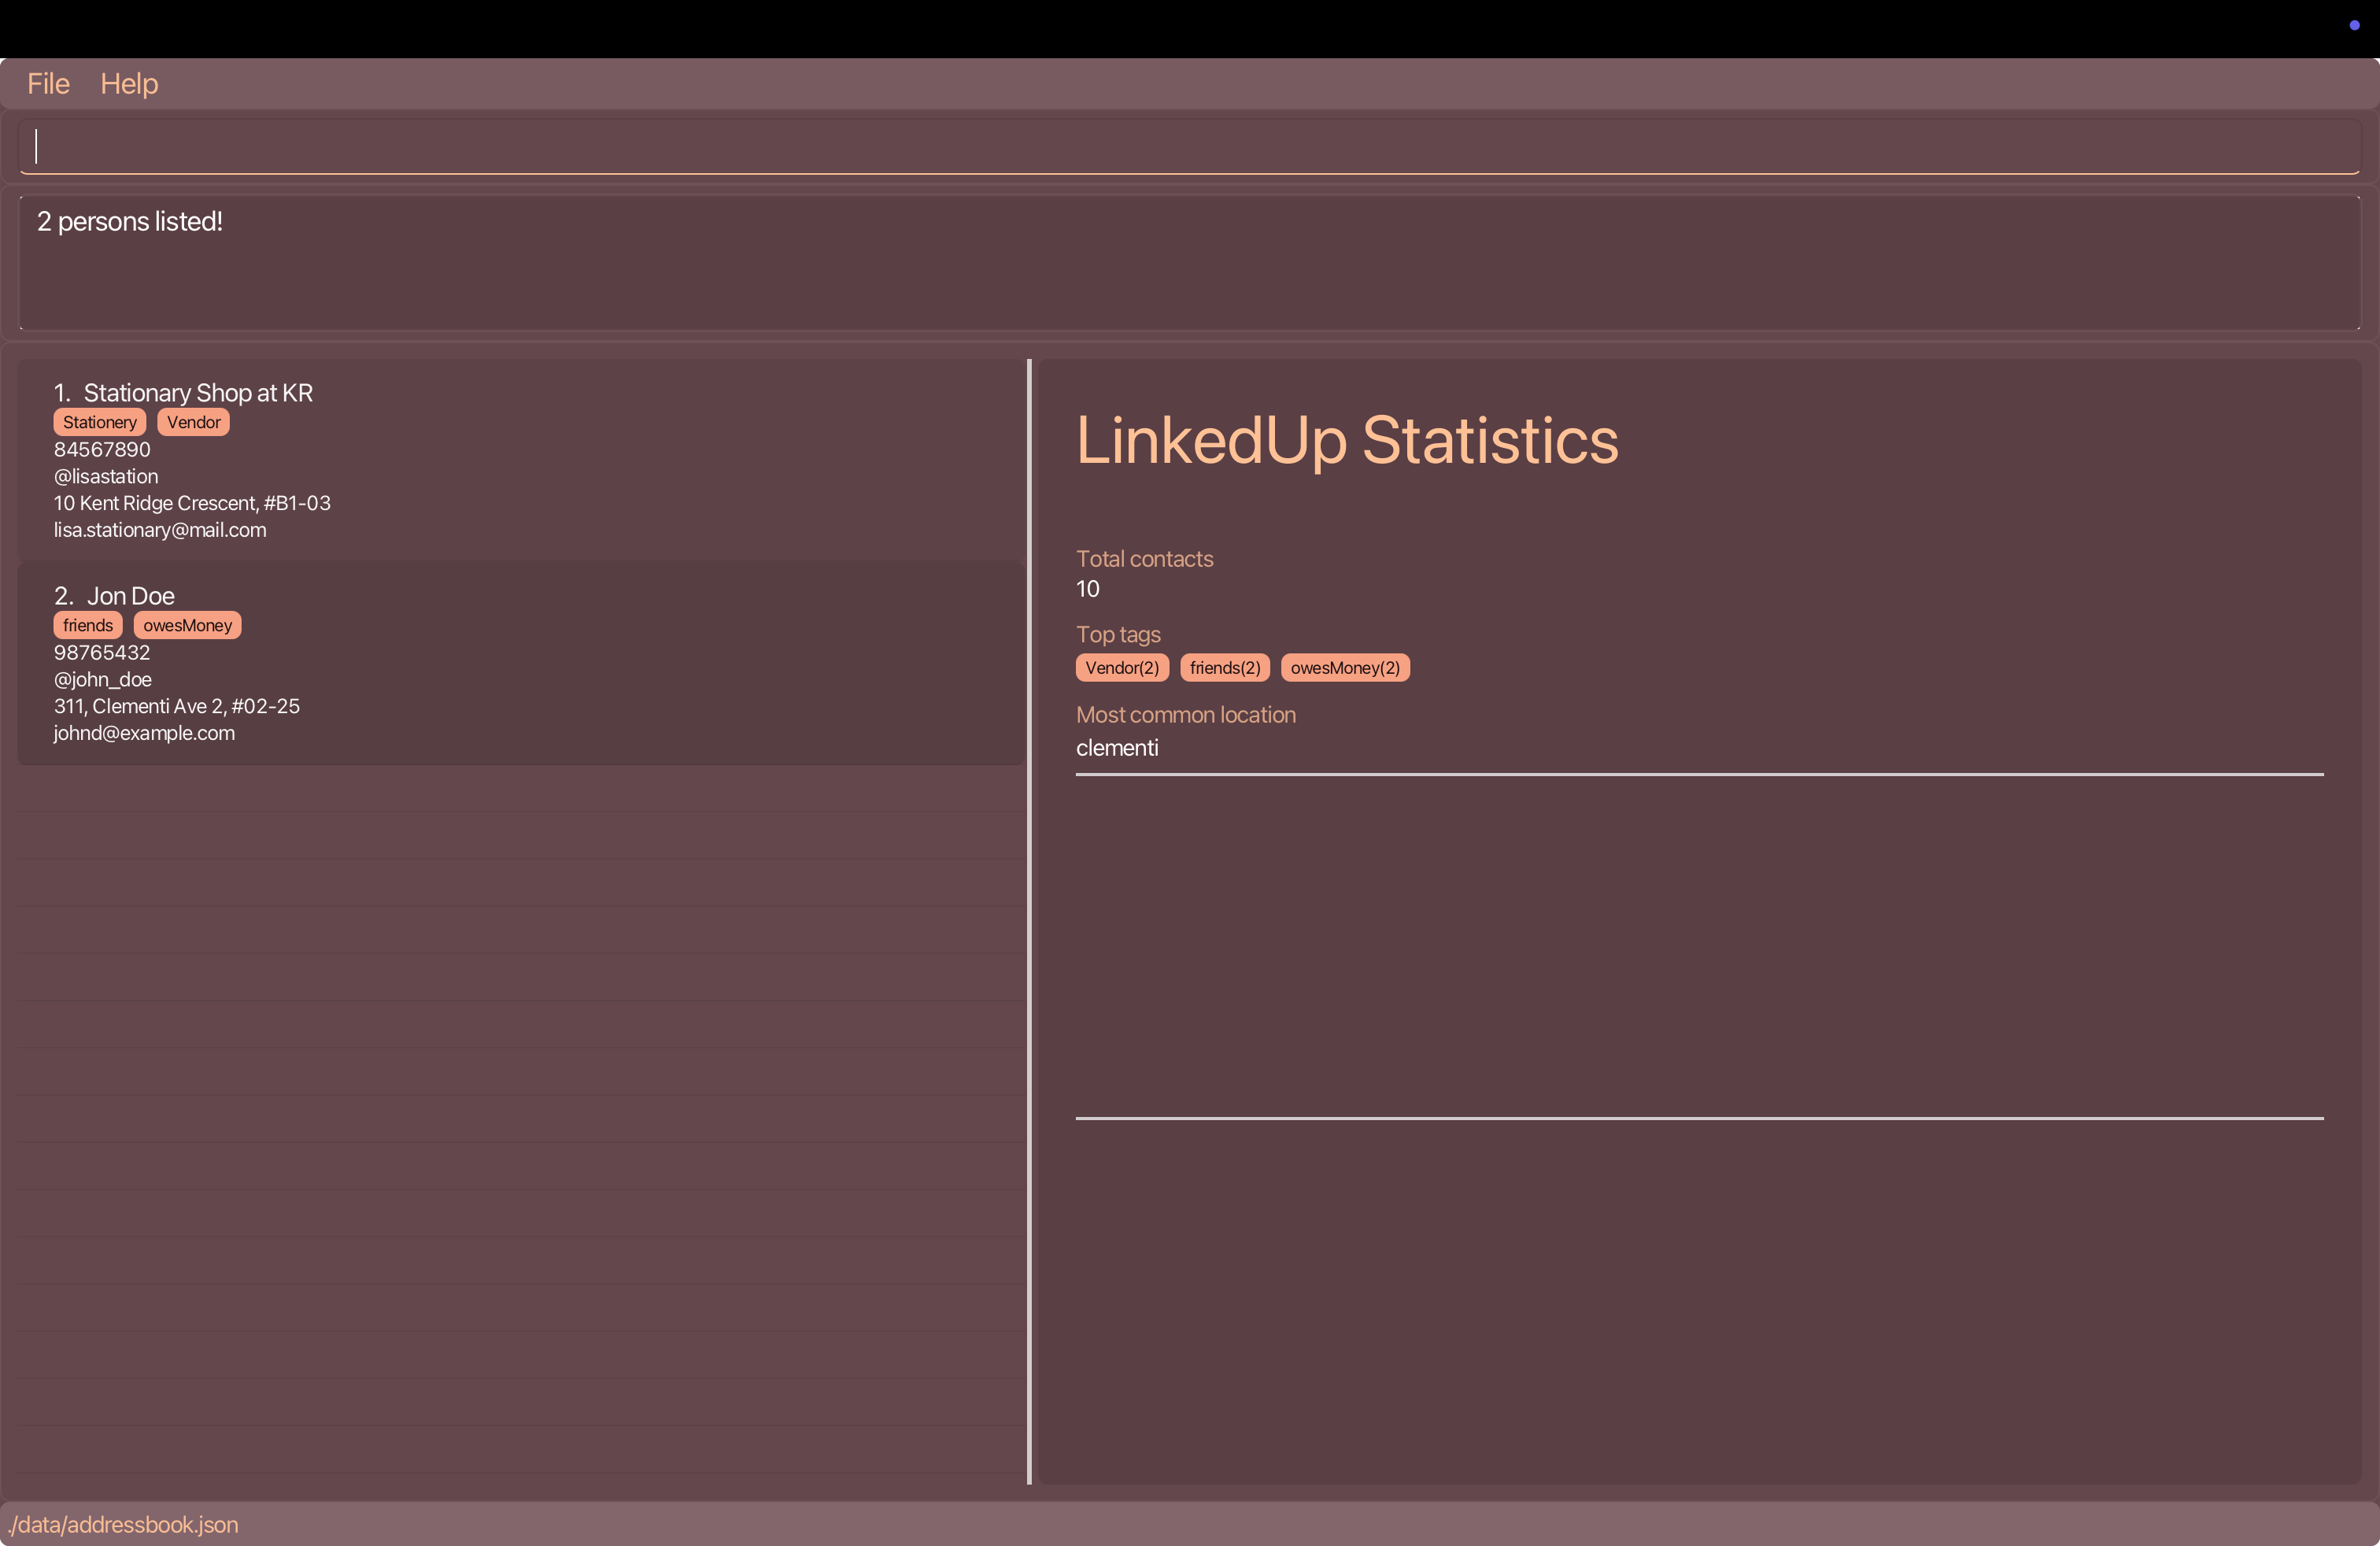 File Help
2 persons listed!
1. Stationary Shop at KR
Stationery Vendor
84567890
@lisastation
10 Kent Ridge Crescent, #B1-03
lisa.stationary@mail.com
2. Jon Doe
friends owesMoney
98765432
@john_doe
311, Clementi Ave 2, #02-25
johnd@example.com
LinkedUp Statistics
Total contacts
10
Top tags
Vendor(2) friends(2) owesMoney(2)
Most common location
clementi
./data/addressbook.json